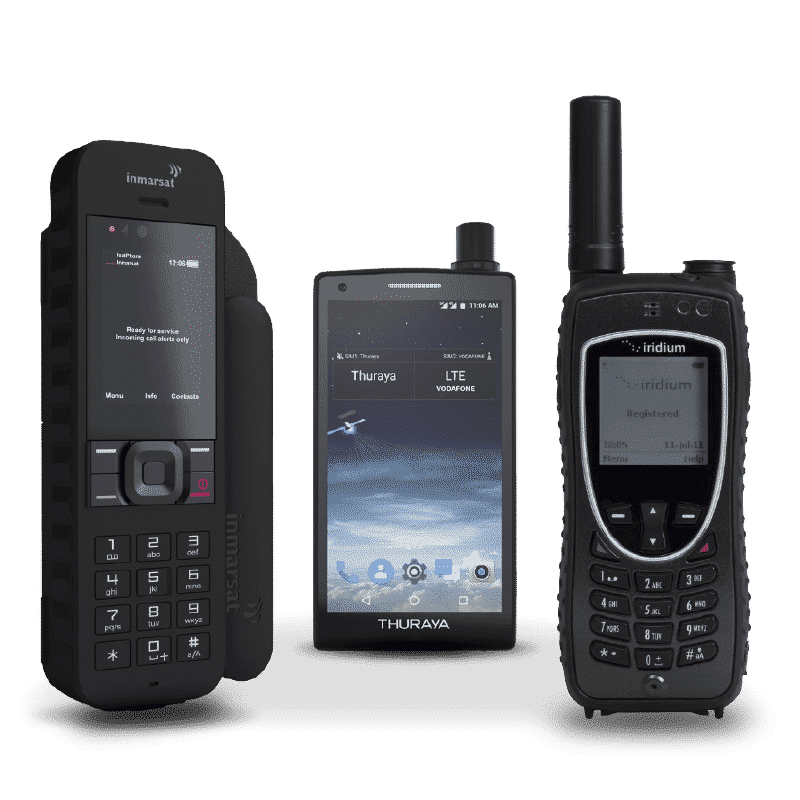 inmarsat
IsatPhone
Inmarsat
12:06
Ready for service
Incoming call alerts only
Menu Info Contacts
1
2 abc
3 def
4 ghi
5 jkl
6 mno
7 pqrs
8 tuv
9 wxyz
*
+
# a/A
inmarsat
11:06 AM
SIM1: Thuraya
SIM2: VODAFONE
Thuraya
LTE
VODAFONE
THURAYA
iridium
iridium
Registered
18:05 11-Jul-11
Menu Help
1
2 ABC
3 DEF
4 GHI
5 JKL
6 MNO
7 PQRS
8 TUV
9 WXYZ
*
0 +
# aA